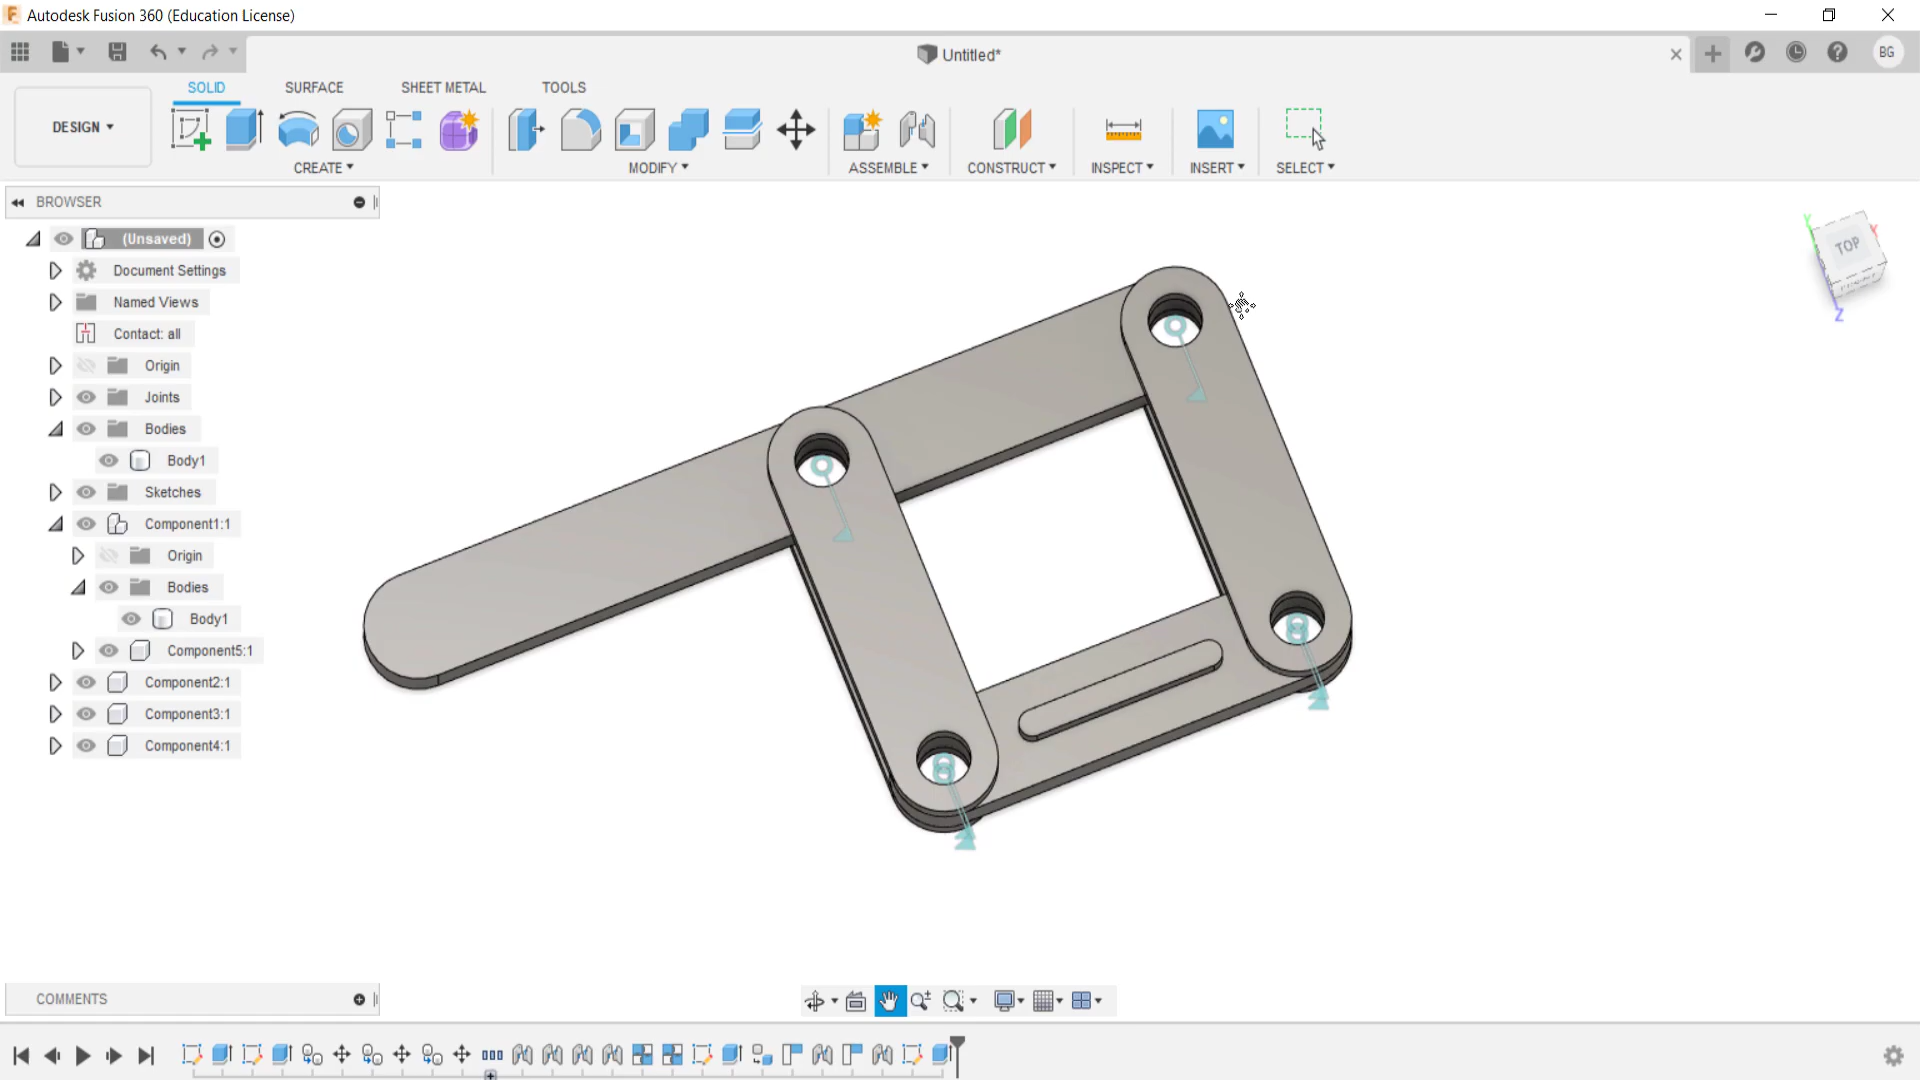 Autodesk Fusion 360 (Education License)
Untitled*
BG
SOLID
SURFACE
SHEET METAL
TOOLS
DESIGN
CREATE
MODIFY
ASSEMBLE
CONSTRUCT
INSPECT
INSERT
SELECT
BROWSER
(Unsaved)
Document Settings
Named Views
Contact: all
Origin
Joints
Bodies
Body1
Sketches
Component1:1
Origin
Bodies
Body1
Component5:1
Component2:1
Component3:1
Component4:1
Y
X
TOP
Z
COMMENTS